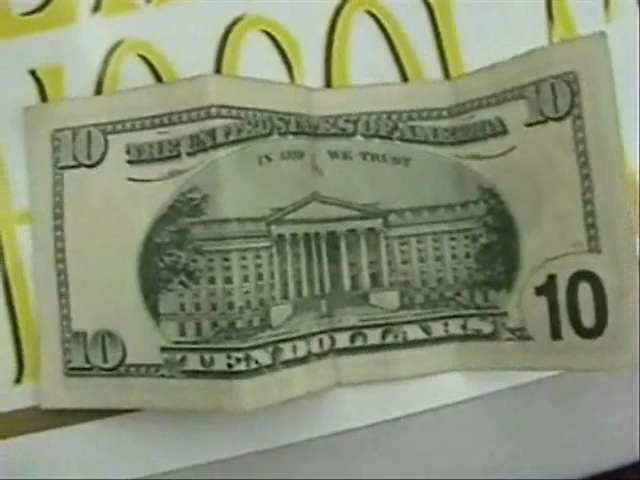 10 10
THE UNITED STATES OF AMERICA
IN GOD WE TRUST
10
10 TEN DOLLARS